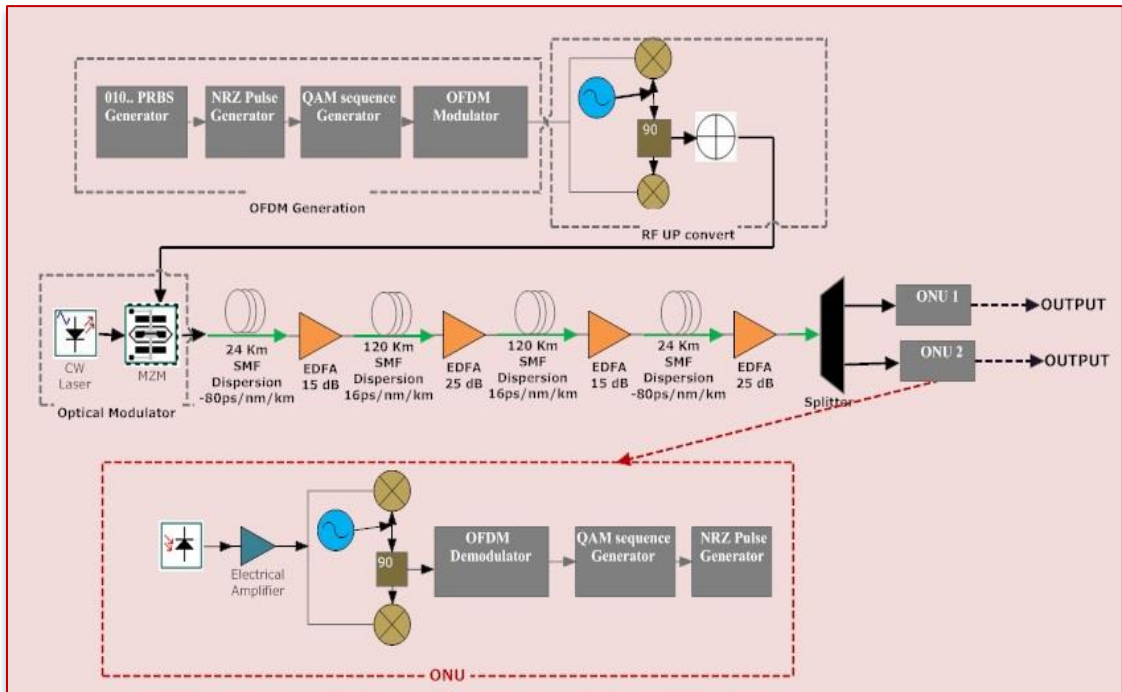 010.. PRBS
Generator
NRZ Pulse
Generator
QAM sequence
Generator
OFDM
Modulator
90
OFDM Generation
RF UP convert
CW
Laser
MZM
Optical Modulator
24 Km
SMF
Dispersion
-80ps/nm/km
EDFA
15 dB
120 Km
SMF
Dispersion
16ps/nm/km
EDFA
25 dB
120 Km
SMF
Dispersion
16ps/nm/km
EDFA
15 dB
24 Km
SMF
Dispersion
-80ps/nm/km
EDFA
25 dB
Splitter
ONU 1
OUTPUT
ONU 2
OUTPUT
Electrical
Amplifier
90
OFDM
Demodulator
QAM sequence
Generator
NRZ Pulse
Generator
ONU